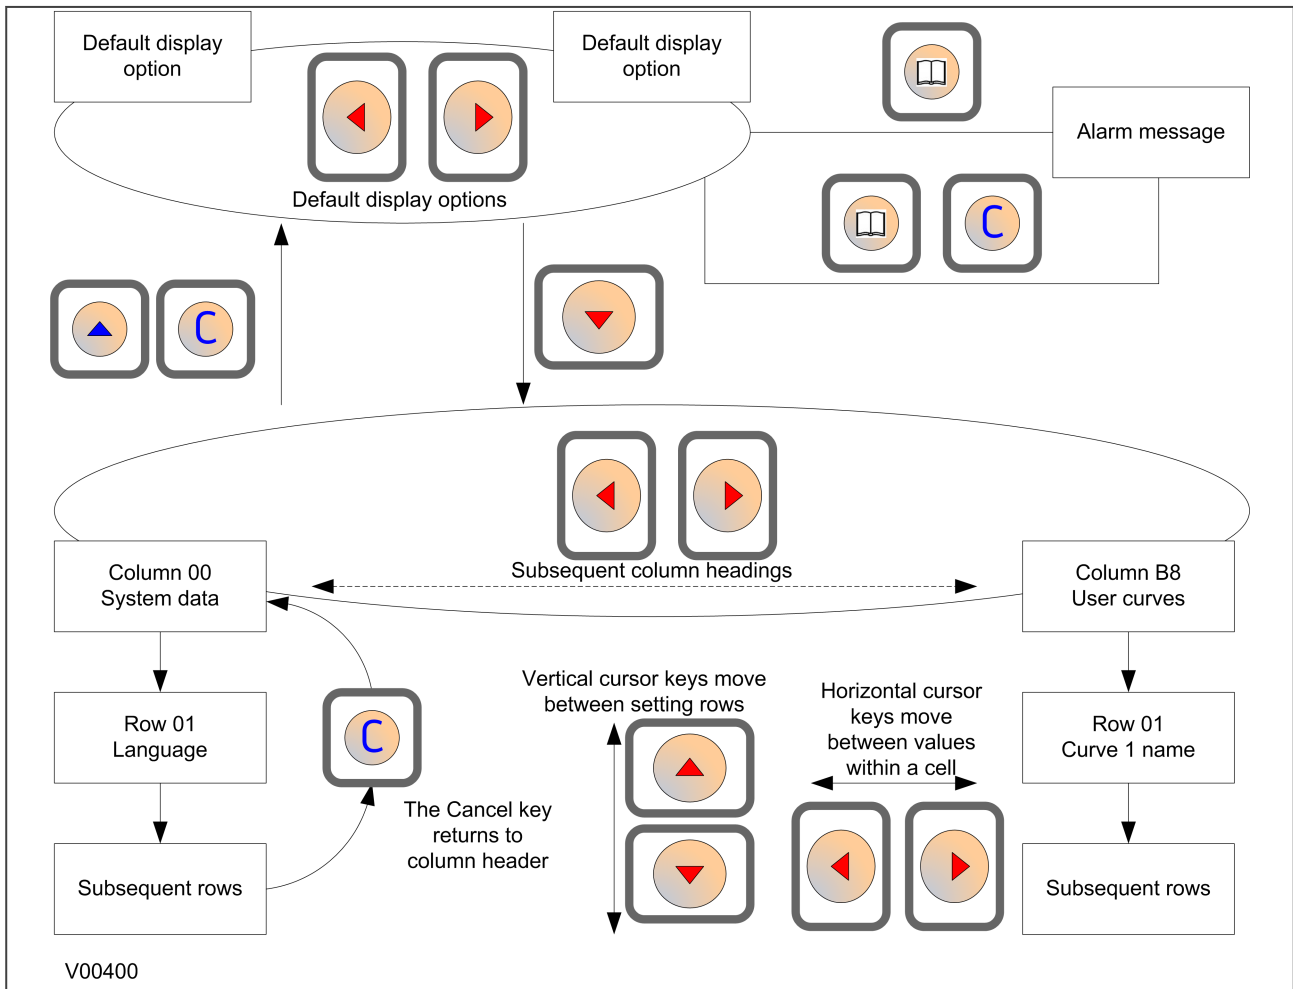 Default display
option
Default display
option
Alarm message
Default display options
C
C
Subsequent column headings
Column 00
System data
Column B8
User curves
Vertical cursor keys move
between setting rows
Horizontal cursor
keys move
between values
within a cell
Row 01
Language
C
Row 01
Curve 1 name
The Cancel key
returns to
column header
Subsequent rows
Subsequent rows
V00400